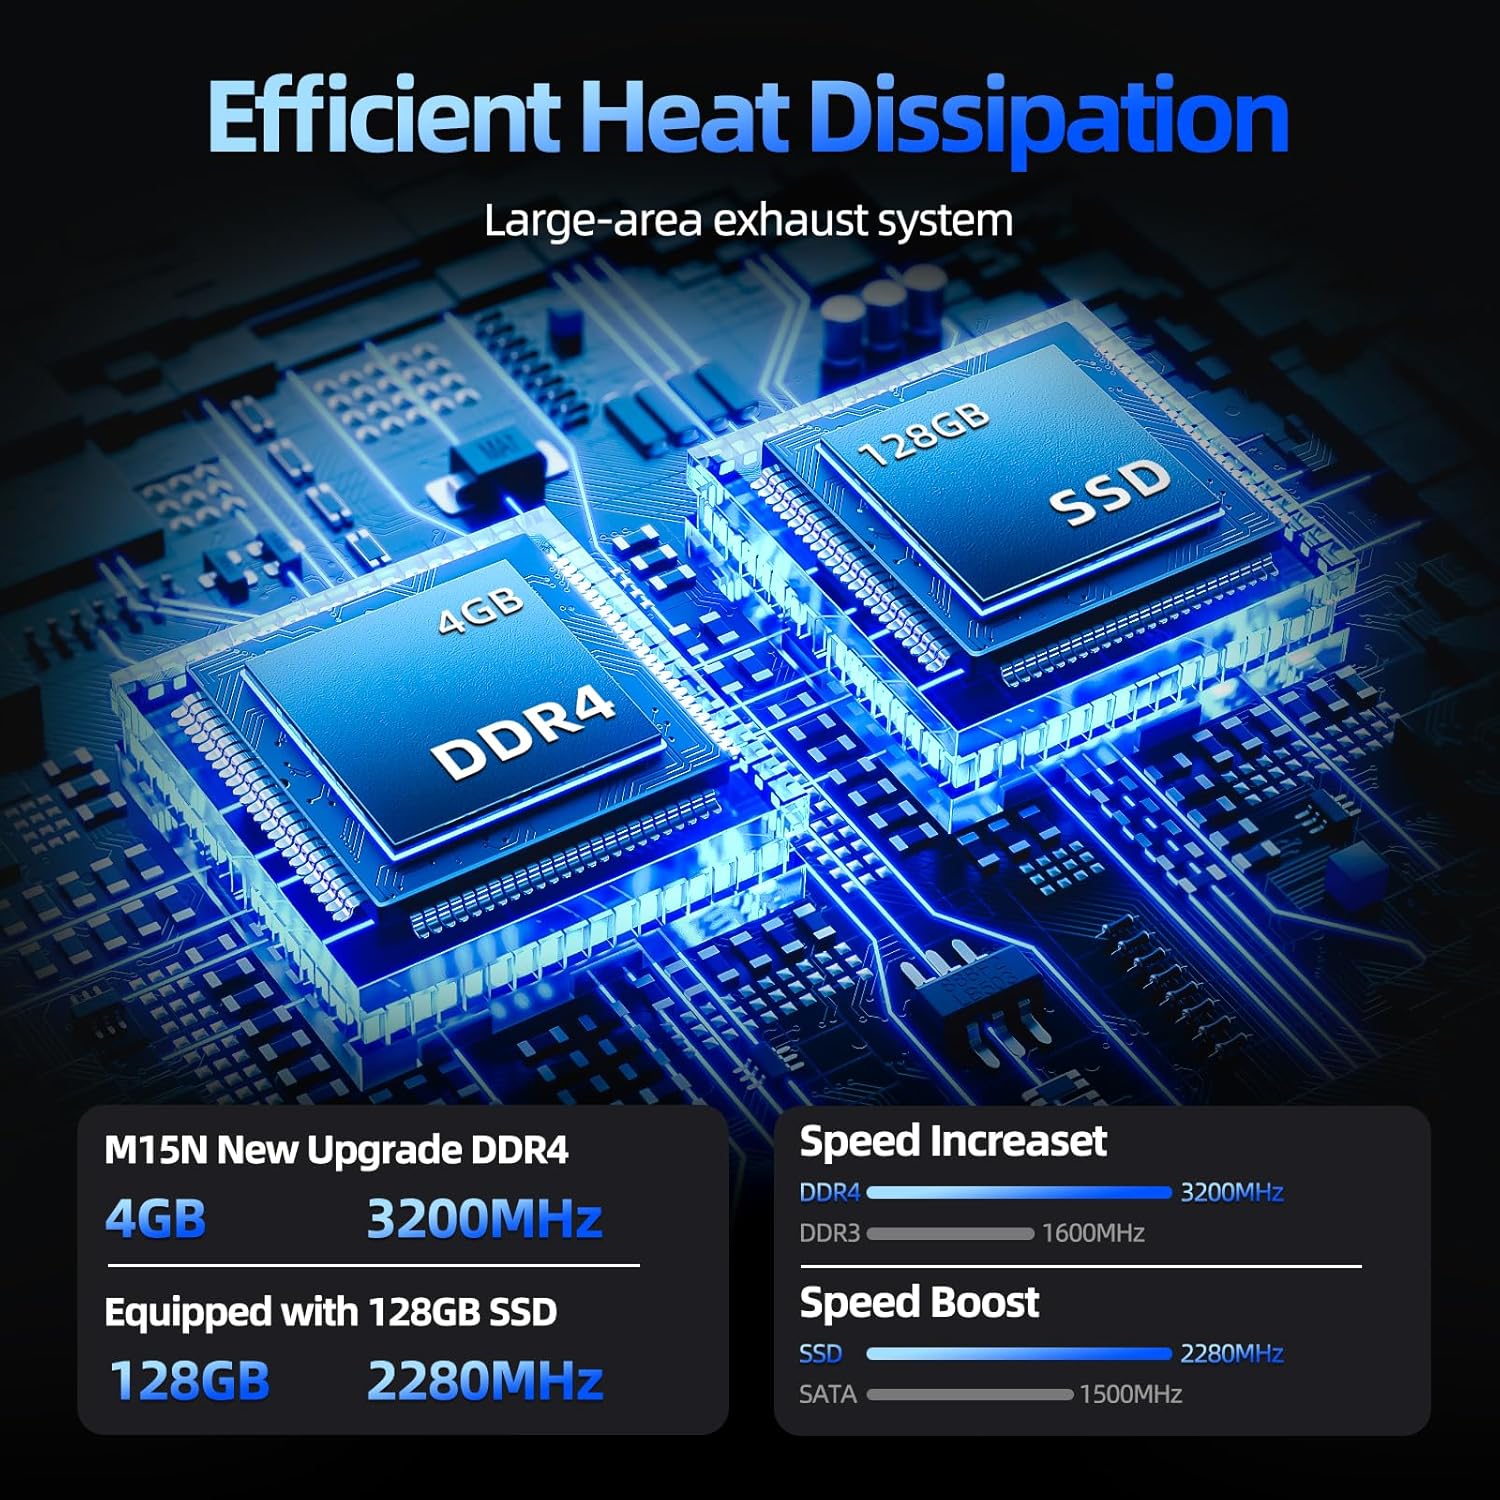 Efficient Heat Dissipation
Large-area exhaust system
128GB
SSD
4GB
DDR4
M15N New Upgrade DDR4
4GB 3200MHz
Equipped with 128GB SSD
128GB 2280MHz
Speed Increaset
DDR4 3200MHz
DDR3 1600MHz
Speed Boost
SSD 2280MHz
SATA 1500MHz